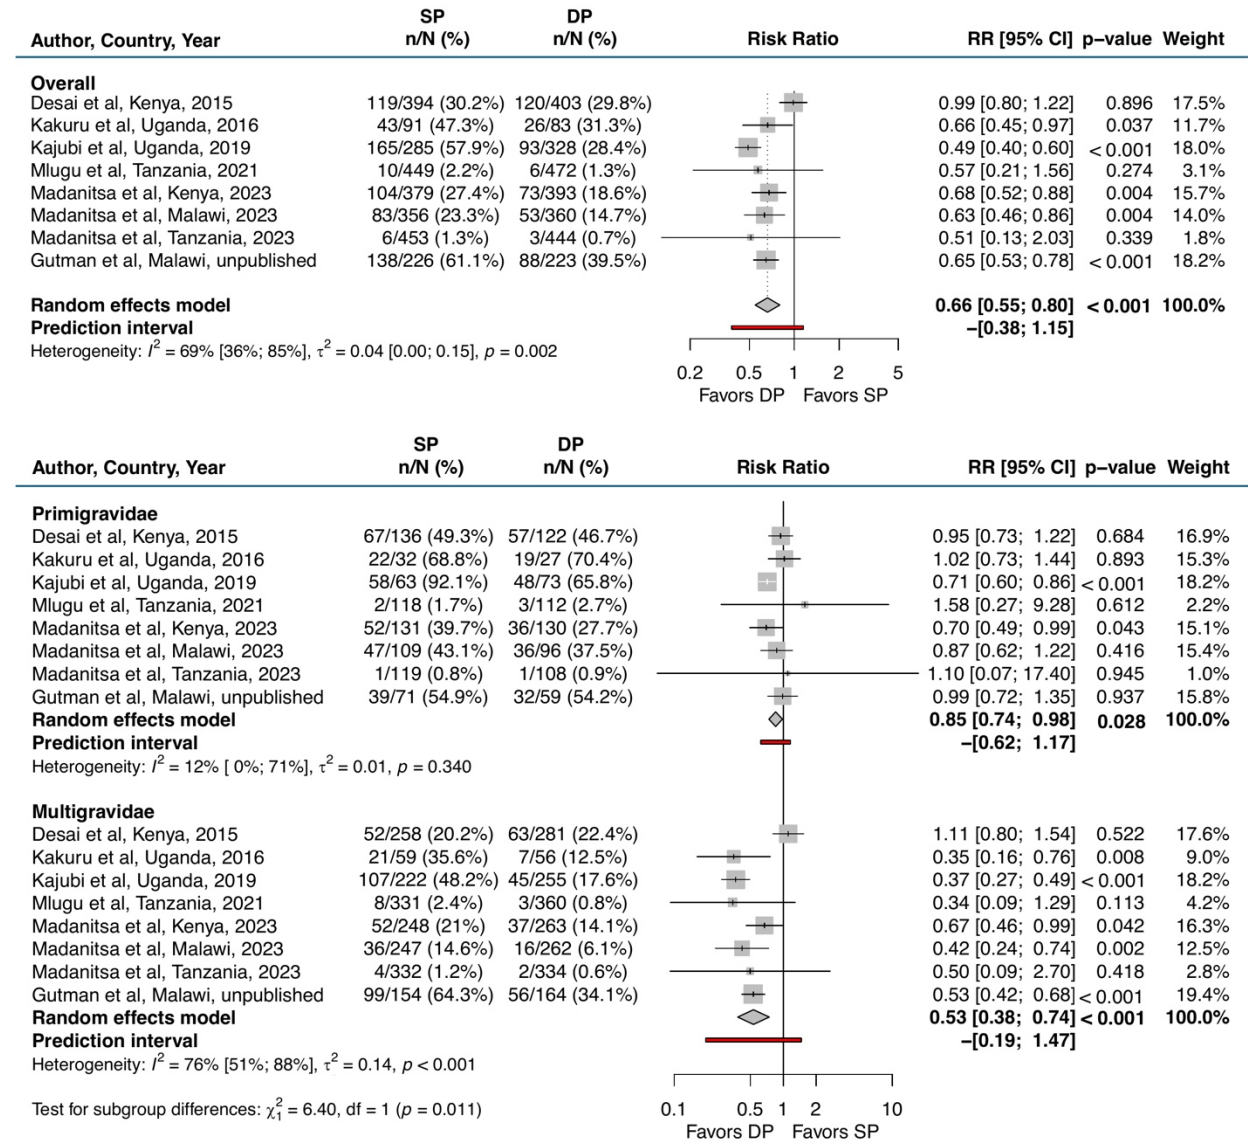 SP DP
Author, Country, Year n/N (%) n/N (%) Risk Ratio RR [95% CI] p−value Weight
Overall
Desai et al, Kenya, 2015 119/394 (30.2%) 120/403 (29.8%) 0.99 [0.80; 1.22] 0.896 17.5%
Kakuru et al, Uganda, 2016 43/91 (47.3%) 26/83 (31.3%) 0.66 [0.45; 0.97] 0.037 11.7%
Kajubi et al, Uganda, 2019 165/285 (57.9%) 93/328 (28.4%) 0.49 [0.40; 0.60] < 0.001 18.0%
Mlugu et al, Tanzania, 2021 10/449 (2.2%) 6/472 (1.3%) 0.57 [0.21; 1.56] 0.274 3.1%
Madanitsa et al, Kenya, 2023 104/379 (27.4%) 73/393 (18.6%) 0.68 [0.52; 0.88] 0.004 15.7%
Madanitsa et al, Malawi, 2023 83/356 (23.3%) 53/360 (14.7%) 0.63 [0.46; 0.86] 0.004 14.0%
Madanitsa et al, Tanzania, 2023 6/453 (1.3%) 3/444 (0.7%) 0.51 [0.13; 2.03] 0.339 1.8%
Gutman et al, Malawi, unpublished 138/226 (61.1%) 88/223 (39.5%) 0.65 [0.53; 0.78] < 0.001 18.2%
Random effects model 0.66 [0.55; 0.80] < 0.001 100.0%
Prediction interval −[0.38; 1.15]
Heterogeneity: I² = 69% [36%; 85%], τ² = 0.04 [0.00; 0.15], p = 0.002
0.2 0.5 1 2 5
Favors DP Favors SP
SP DP
Author, Country, Year n/N (%) n/N (%) Risk Ratio RR [95% CI] p−value Weight
Primigravidae
Desai et al, Kenya, 2015 67/136 (49.3%) 57/122 (46.7%) 0.95 [0.73; 1.22] 0.684 16.9%
Kakuru et al, Uganda, 2016 22/32 (68.8%) 19/27 (70.4%) 1.02 [0.73; 1.44] 0.893 15.3%
Kajubi et al, Uganda, 2019 58/63 (92.1%) 48/73 (65.8%) 0.71 [0.60; 0.86] < 0.001 18.2%
Mlugu et al, Tanzania, 2021 2/118 (1.7%) 3/112 (2.7%) 1.58 [0.27; 9.28] 0.612 2.2%
Madanitsa et al, Kenya, 2023 52/131 (39.7%) 36/130 (27.7%) 0.70 [0.49; 0.99] 0.043 15.1%
Madanitsa et al, Malawi, 2023 47/109 (43.1%) 36/96 (37.5%) 0.87 [0.62; 1.22] 0.416 15.4%
Madanitsa et al, Tanzania, 2023 1/119 (0.8%) 1/108 (0.9%) 1.10 [0.07; 17.40] 0.945 1.0%
Gutman et al, Malawi, unpublished 39/71 (54.9%) 32/59 (54.2%) 0.99 [0.72; 1.35] 0.937 15.8%
Random effects model 0.85 [0.74; 0.98] 0.028 100.0%
Prediction interval −[0.62; 1.17]
Heterogeneity: I² = 12% [ 0%; 71%], τ² = 0.01, p = 0.340
Multigravidae
Desai et al, Kenya, 2015 52/258 (20.2%) 63/281 (22.4%) 1.11 [0.80; 1.54] 0.522 17.6%
Kakuru et al, Uganda, 2016 21/59 (35.6%) 7/56 (12.5%) 0.35 [0.16; 0.76] 0.008 9.0%
Kajubi et al, Uganda, 2019 107/222 (48.2%) 45/255 (17.6%) 0.37 [0.27; 0.49] < 0.001 18.2%
Mlugu et al, Tanzania, 2021 8/331 (2.4%) 3/360 (0.8%) 0.34 [0.09; 1.29] 0.113 4.2%
Madanitsa et al, Kenya, 2023 52/248 (21%) 37/263 (14.1%) 0.67 [0.46; 0.99] 0.042 16.3%
Madanitsa et al, Malawi, 2023 36/247 (14.6%) 16/262 (6.1%) 0.42 [0.24; 0.74] 0.002 12.5%
Madanitsa et al, Tanzania, 2023 4/332 (1.2%) 2/334 (0.6%) 0.50 [0.09; 2.70] 0.418 2.8%
Gutman et al, Malawi, unpublished 99/154 (64.3%) 56/164 (34.1%) 0.53 [0.42; 0.68] < 0.001 19.4%
Random effects model 0.53 [0.38; 0.74] < 0.001 100.0%
Prediction interval −[0.19; 1.47]
Heterogeneity: I² = 76% [51%; 88%], τ² = 0.14, p < 0.001
Test for subgroup differences: χ²₁ = 6.40, df = 1 (p = 0.011)
0.1 0.5 1 2 10
Favors DP Favors SP